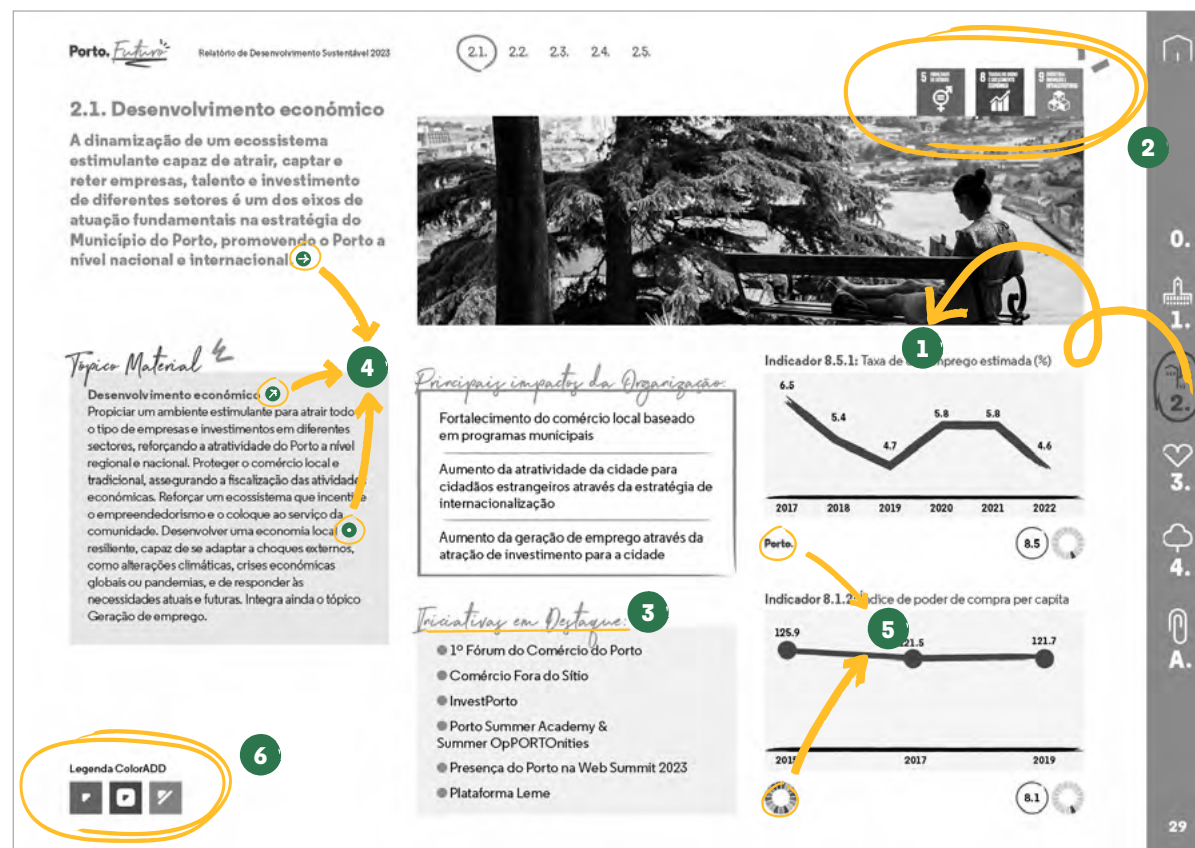 Porto. Futuro
Relatório de Desenvolvimento Sustentável 2023
2.1. 2.2. 2.3. 2.4. 2.5.
5 8 9
2
2.1. Desenvolvimento económico
A dinamização de um ecossistema
estimulante capaz de atrair, captar e
reter empresas, talento e investimento
de diferentes setores é um dos eixos de
atuação fundamentais na estratégia do
Município do Porto, promovendo o Porto a
nível nacional e internacional.
Tópico Material
4
Desenvolvimento económico
Propiciar um ambiente estimulante para atrair todo
o tipo de empresas e investimentos em diferentes
sectores, reforçando a atratividade do Porto a nível
regional e nacional. Proteger o comércio local e
tradicional, assegurando a fiscalização das atividades
económicas. Reforçar um ecossistema que incentive
o empreendedorismo e o coloque ao serviço da
comunidade. Desenvolver uma economia local
resiliente, capaz de se adaptar a choques externos,
como alterações climáticas, crises económicas
globais ou pandemias, e de responder às
necessidades atuais e futuras. Integra ainda o tópico
Geração de emprego.
6
Legenda ColorADD
Principais impactos da Organização:
Fortalecimento do comércio local baseado
em programas municipais
Aumento da atratividade da cidade para
cidadãos estrangeiros através da estratégia de
internacionalização
Aumento da geração de emprego através da
atração de investimento para a cidade
Iniciativas em Destaque:
3
1º Fórum do Comércio do Porto
Comércio Fora do Sítio
InvestPorto
Porto Summer Academy &
Summer OpPORTOnities
Presença do Porto na Web Summit 2023
Plataforma Leme
1
Indicador 8.5.1: Taxa de emprego estimada (%)
6.5 5.4 4.7 5.8 5.8 4.6
2017 2018 2019 2020 2021 2022
Porto.
8.5
Indicador 8.1.2: Índice de poder de compra per capita
5
125.9 121.5 121.7
2015 2017 2019
8.1
0.
1.
2.
3.
4.
A.
29